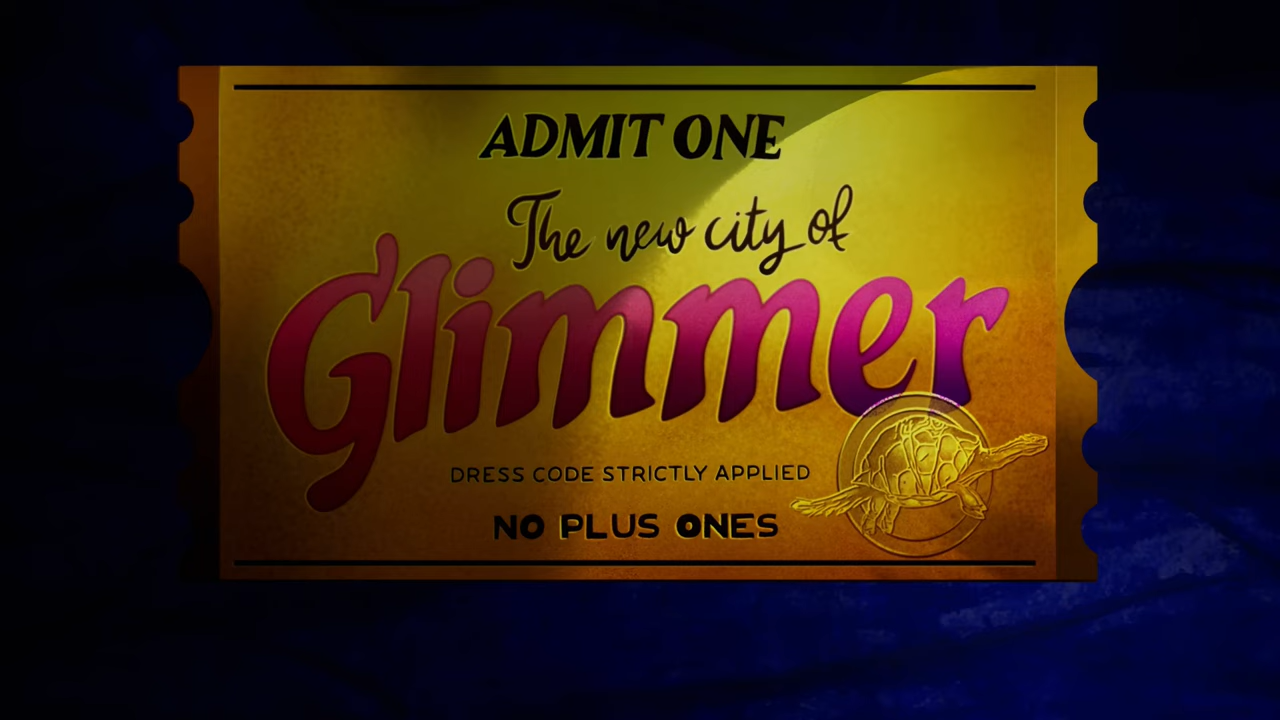 ADMIT ONE
The new city of
Glimmer
DRESS CODE STRICTLY APPLIED
NO PLUS ONES